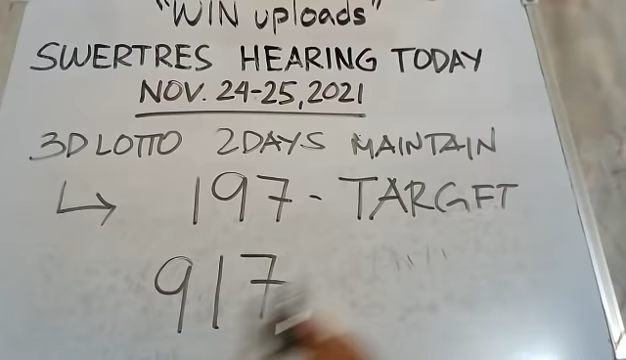 "WIN uploads"
SWERTRES HEARING TODAY
NOV. 24-25, 2021
3D LOTTO 2DAYS MAINTAIN
↳ 197 - TARGET
917